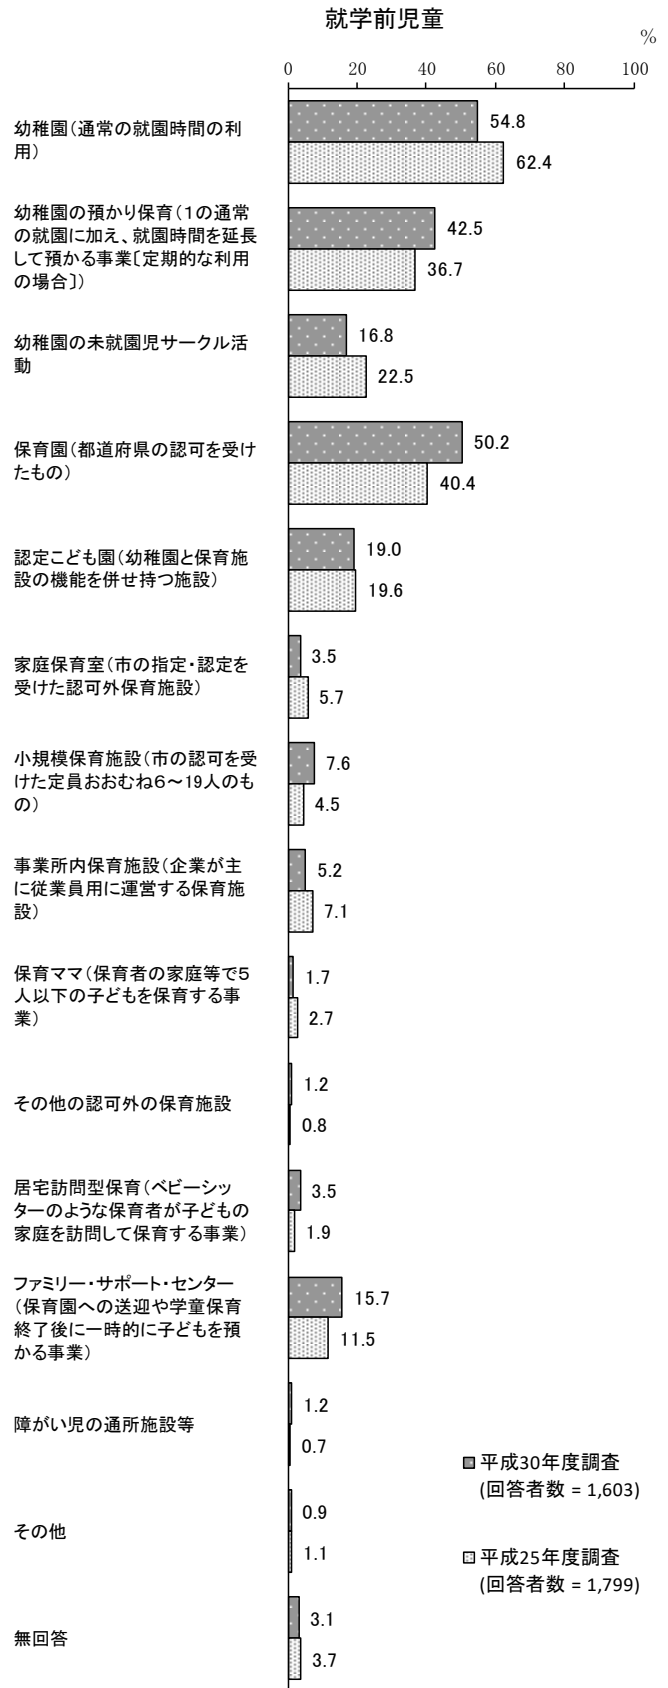 就学前児童
%
0 20 40 60 80 100
幼稚園(通常の就園時間の利
用)
54.8
62.4
幼稚園の預かり保育(1の通常
の就園に加え、就園時間を延長
して預かる事業〔定期的な利用
の場合〕)
42.5
36.7
幼稚園の未就園児サークル活
動
16.8
22.5
保育園(都道府県の認可を受け
たもの)
50.2
40.4
認定こども園(幼稚園と保育施
設の機能を併せ持つ施設)
19.0
19.6
家庭保育室(市の指定・認定を
受けた認可外保育施設)
3.5
5.7
小規模保育施設(市の認可を受
けた定員おおむね6~19人のも
の)
7.6
4.5
事業所内保育施設(企業が主
に従業員用に運営する保育施
設)
5.2
7.1
保育ママ(保育者の家庭等で5
人以下の子どもを保育する事
業)
1.7
2.7
その他の認可外の保育施設
1.2
0.8
居宅訪問型保育(ベビーシッ
ターのような保育者が子どもの
家庭を訪問して保育する事業)
3.5
1.9
ファミリー・サポート・センター
(保育園への送迎や学童保育
終了後に一時的に子どもを預
かる事業)
15.7
11.5
障がい児の通所施設等
1.2
0.7
その他
0.9
1.1
無回答
3.1
3.7
平成30年度調査
(回答者数 = 1,603)
平成25年度調査
(回答者数 = 1,799)